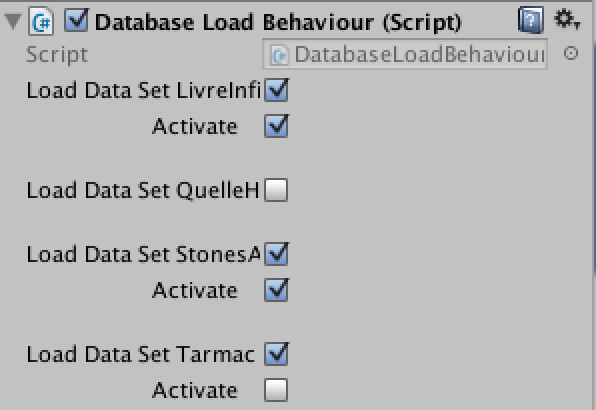 Database Load Behaviour (Script)
Script DatabaseLoadBehaviour
Load Data Set LivreInfi
Activate
Load Data Set QuelleH
Load Data Set StonesA
Activate
Load Data Set Tarmac
Activate